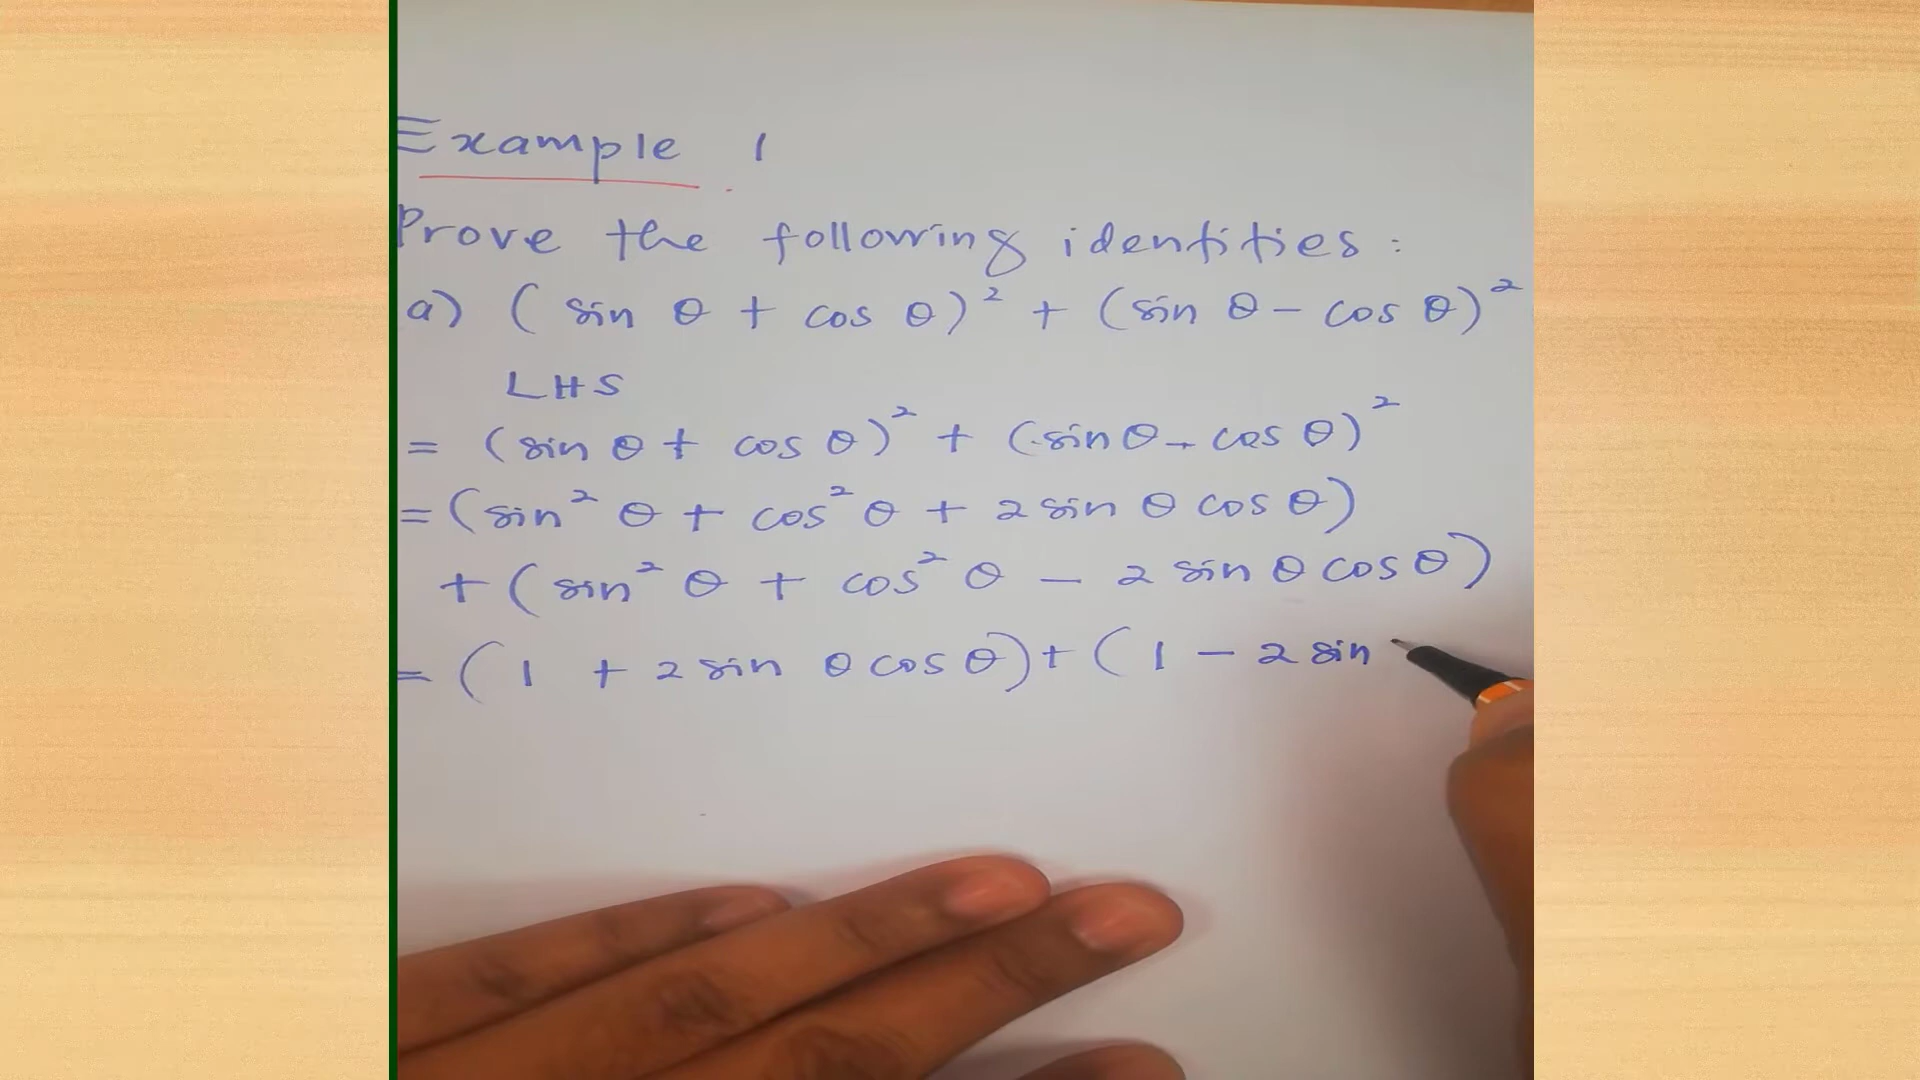 Example 1
Prove the following identities:
a) (sin θ + cos θ)² + (sin θ - cos θ)²
LHS
= (sin θ + cos θ)² + (sin θ - cos θ)²
= (sin² θ + cos² θ + 2 sin θ cos θ)
+ (sin² θ + cos² θ - 2 sin θ cos θ)
= (1 + 2 sin θ cos θ) + (1 - 2 sin